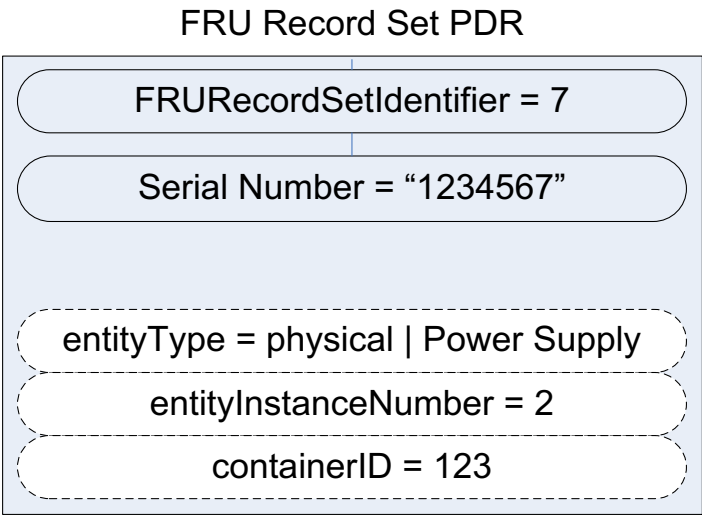 FRU Record Set PDR
FRURecordSetIdentifier = 7
Serial Number = “1234567”
entityType = physical | Power Supply
entityInstanceNumber = 2
containerID = 123